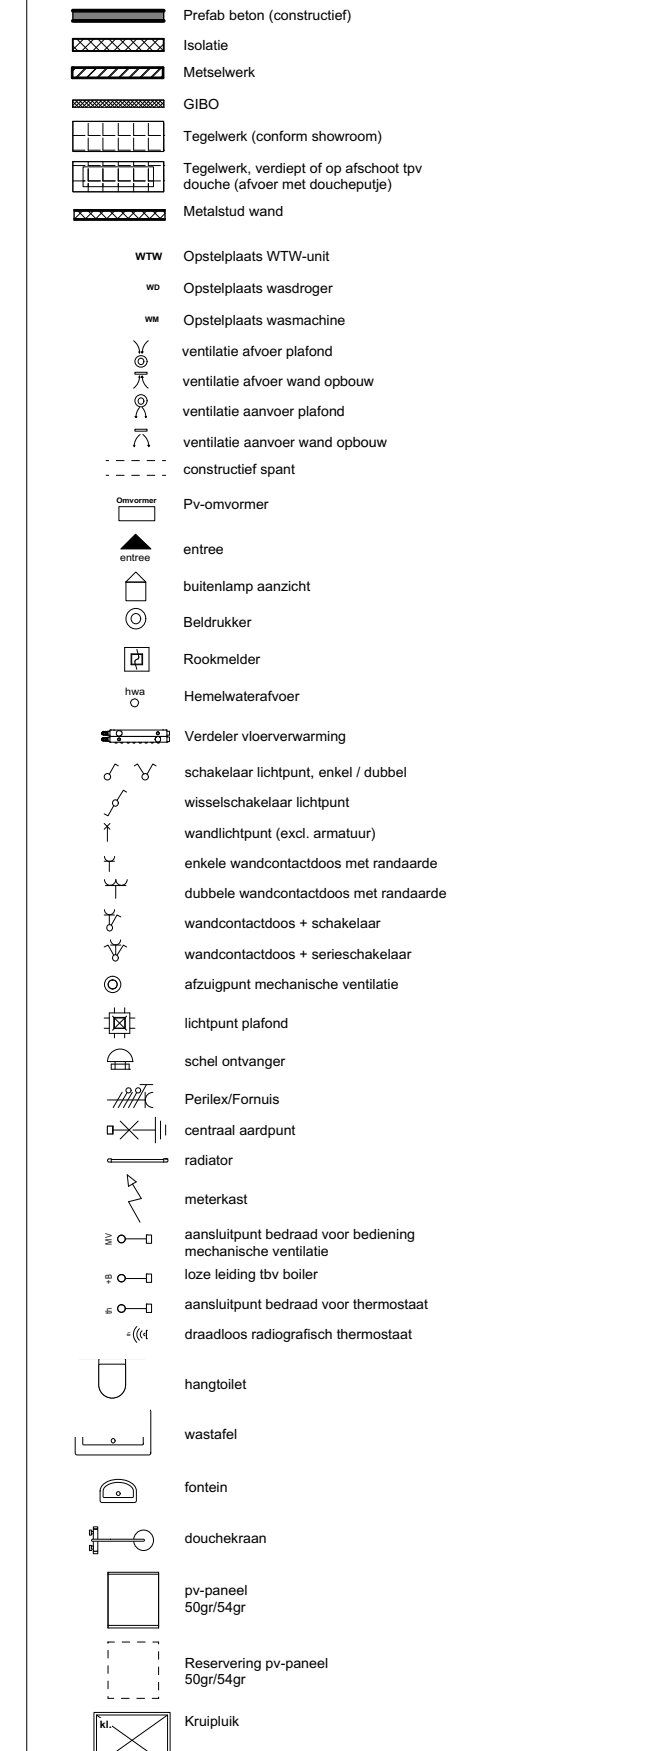 Prefab beton (constructief)
Isolatie
Metselwerk
GIBO
Tegelwerk (conform showroom)
Tegelwerk, verdiept of op afschoot tpv
douche (afvoer met doucheputje)
Metalstud wand
WTW Opstelplaats WTW-unit
WD Opstelplaats wasdroger
WM Opstelplaats wasmachine
ventilatie afvoer plafond
ventilatie afvoer wand opbouw
ventilatie aanvoer plafond
ventilatie aanvoer wand opbouw
constructief spant
Omvormer
Pv-omvormer
entree
entree
buitenlamp aanzicht
Beldrukker
Rookmelder
hwa
Hemelwaterafvoer
Verdeler vloerverwarming
schakelaar lichtpunt, enkel / dubbel
wisselschakelaar lichtpunt
wandlichtpunt (excl. armatuur)
enkele wandcontactdoos met randaarde
dubbele wandcontactdoos met randaarde
wandcontactdoos + schakelaar
wandcontactdoos + serieschakelaar
afzuigpunt mechanische ventilatie
lichtpunt plafond
schel ontvanger
Perilex/Fornuis
centraal aardpunt
radiator
meterkast
MV aansluitpunt bedraad voor bediening
mechanische ventilatie
+B loze leiding tbv boiler
aansluitpunt bedraad voor thermostaat
draadloos radiografisch thermostaat
hangtoilet
wastafel
fontein
douchekraan
pv-paneel
50gr/54gr
Reservering pv-paneel
50gr/54gr
kl. Kruipluik